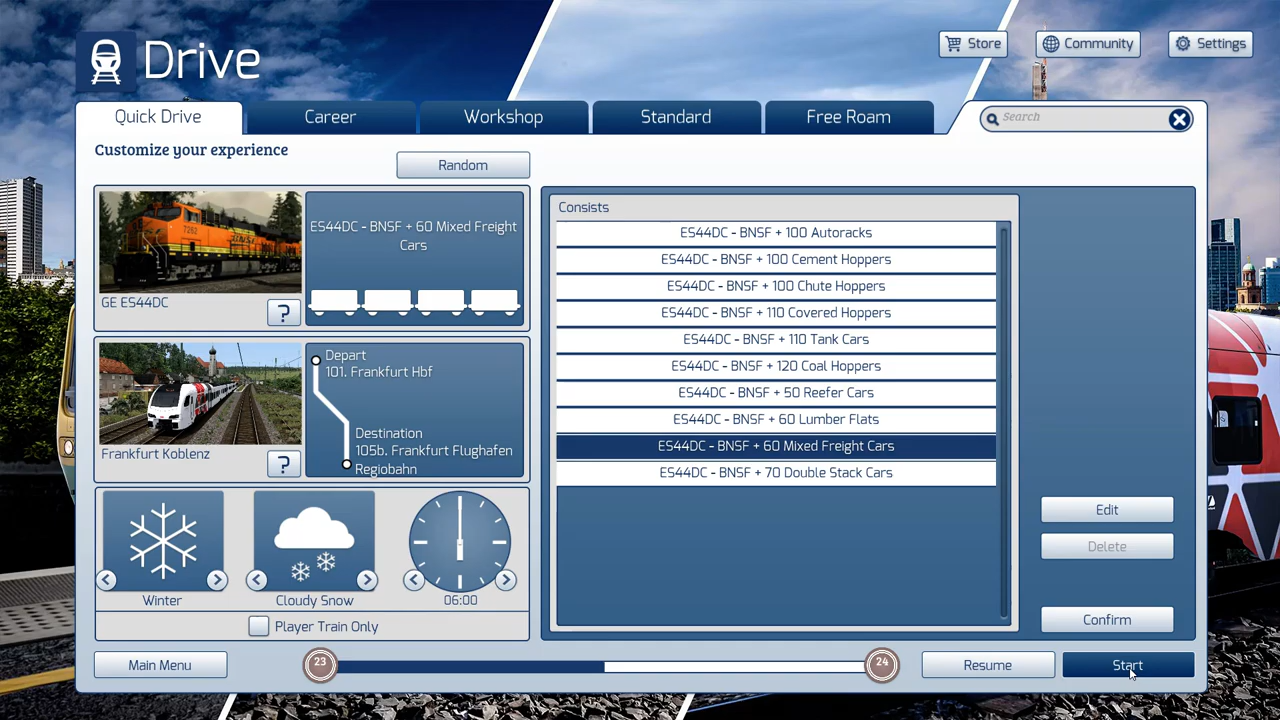 Drive
Store
Community
Settings
Quick Drive
Career
Workshop
Standard
Free Roam
Search
Customize your experience
Random
ES44DC - BNSF + 60 Mixed Freight
Cars
GE ES44DC
?
Depart
101. Frankfurt Hbf
Destination
105b. Frankfurt Flughafen
Regiobahn
Frankfurt Koblenz
?
Winter
Cloudy Snow
06:00
Player Train Only
Consists
ES44DC - BNSF + 100 Autoracks
ES44DC - BNSF + 100 Cement Hoppers
ES44DC - BNSF + 100 Chute Hoppers
ES44DC - BNSF + 110 Covered Hoppers
ES44DC - BNSF + 110 Tank Cars
ES44DC - BNSF + 120 Coal Hoppers
ES44DC - BNSF + 50 Reefer Cars
ES44DC - BNSF + 60 Lumber Flats
ES44DC - BNSF + 60 Mixed Freight Cars
ES44DC - BNSF + 70 Double Stack Cars
Edit
Delete
Confirm
Main Menu
23
24
Resume
Start